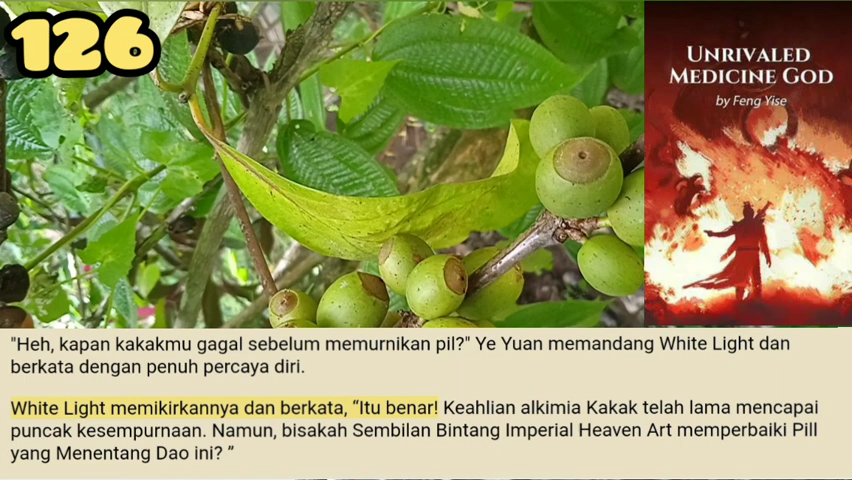 126
UNRIVALED
MEDICINE GOD
by Feng Yise
"Heh, kapan kakakmu gagal sebelum memurnikan pil?" Ye Yuan memandang White Light dan
berkata dengan penuh percaya diri.
White Light memikirkannya dan berkata, “Itu benar! Keahlian alkimia Kakak telah lama mencapai
puncak kesempurnaan. Namun, bisakah Sembilan Bintang Imperial Heaven Art memperbaiki Pill
yang Menentang Dao ini? ”